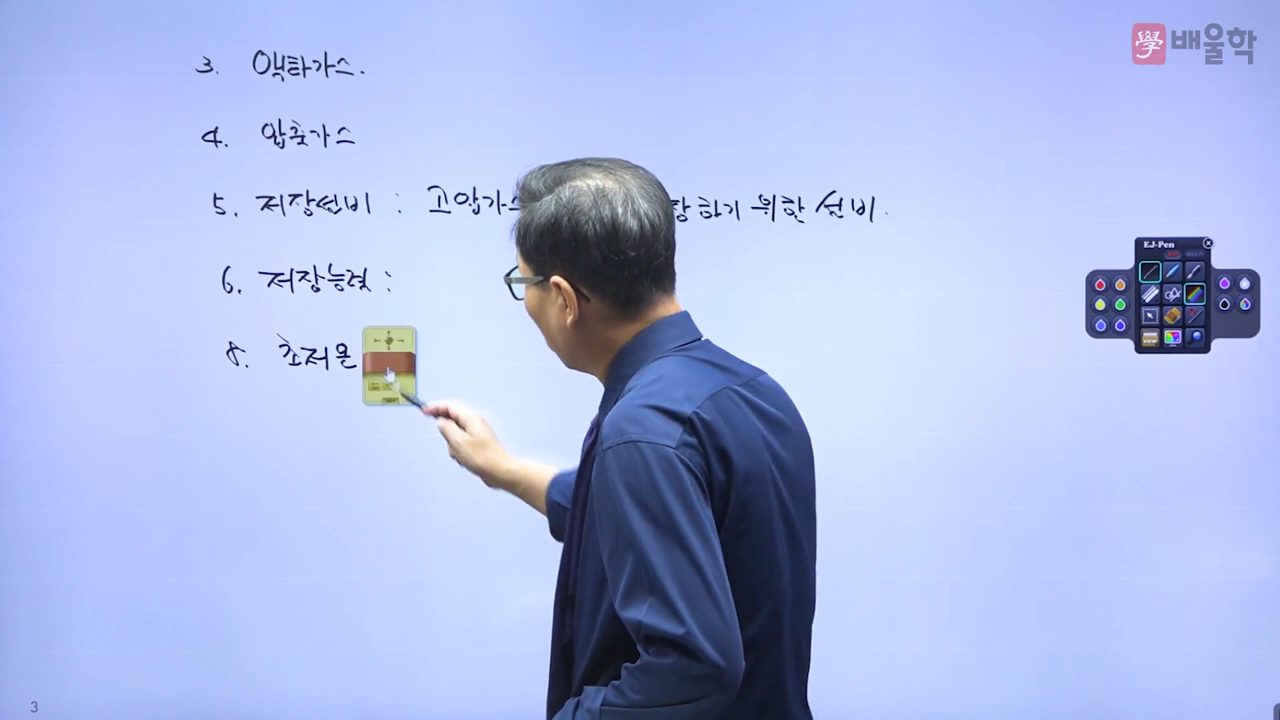 學 배울학
3. 액화가스.
4. 압축가스
5. 저장설비 : 고압가스 하기 위한 설비.
EJ-Pen
6. 저장능력 :
8. 초저온
3